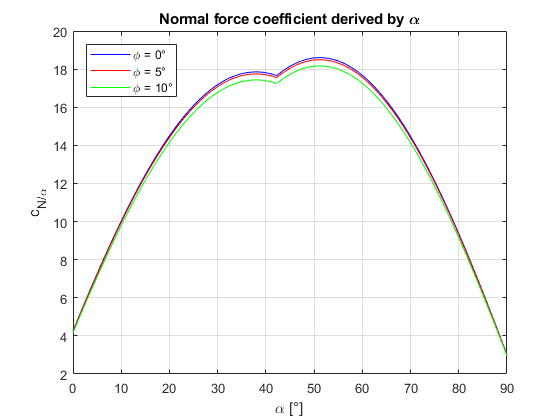 Normal force coefficient derived by α
ϕ = 0°
ϕ = 5°
ϕ = 10°
20
18
16
14
12
10
8
6
4
2
c_N/α
0 10 20 30 40 50 60 70 80 90
α [°]